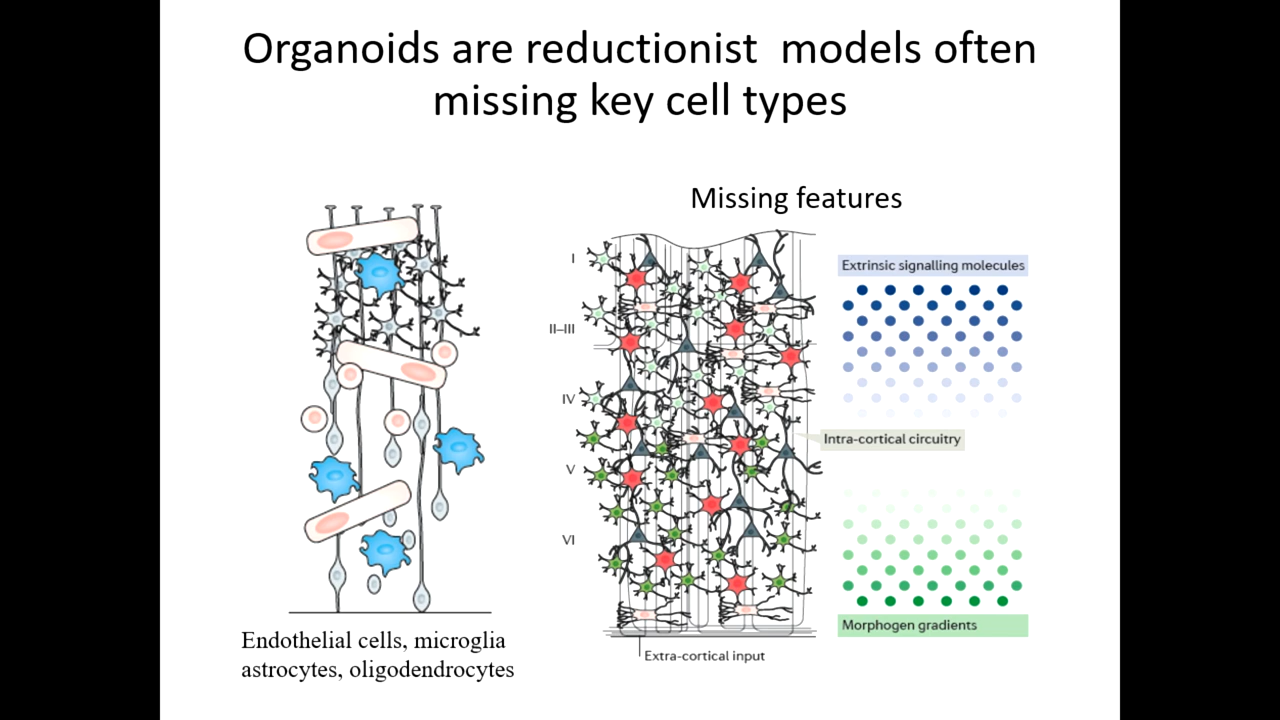 Organoids are reductionist  models often
missing key cell types
Missing features
I
II–III
IV
V
VI
Extrinsic signalling molecules
Intra-cortical circuitry
Morphogen gradients
Extra-cortical input
Endothelial cells, microglia
astrocytes, oligodendrocytes